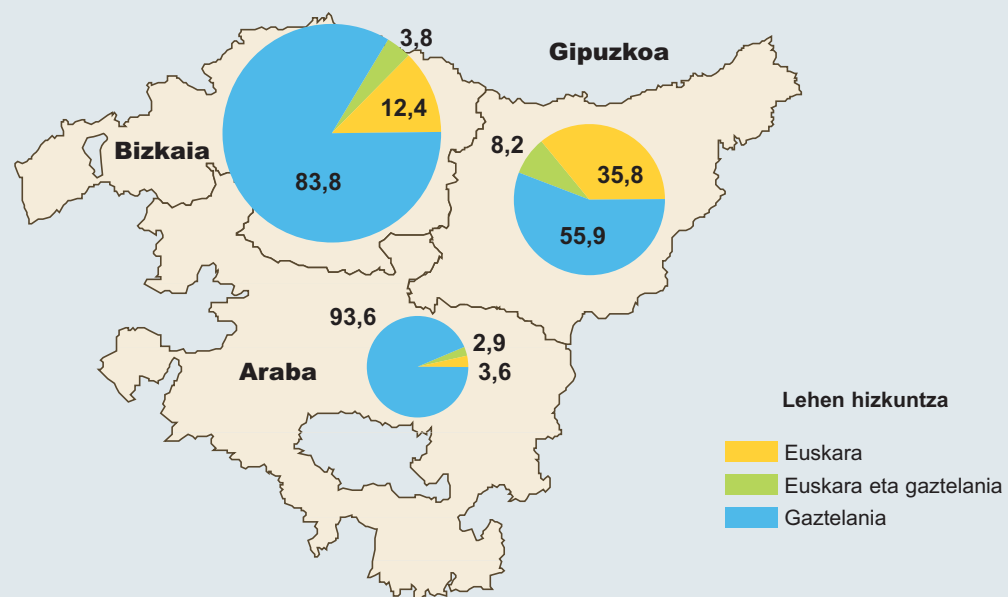 3,8
Gipuzkoa
12,4
8,2
Bizkaia
35,8
83,8
55,9
93,6
2,9
Araba
3,6
Lehen hizkuntza
Euskara
Euskara eta gaztelania
Gaztelania